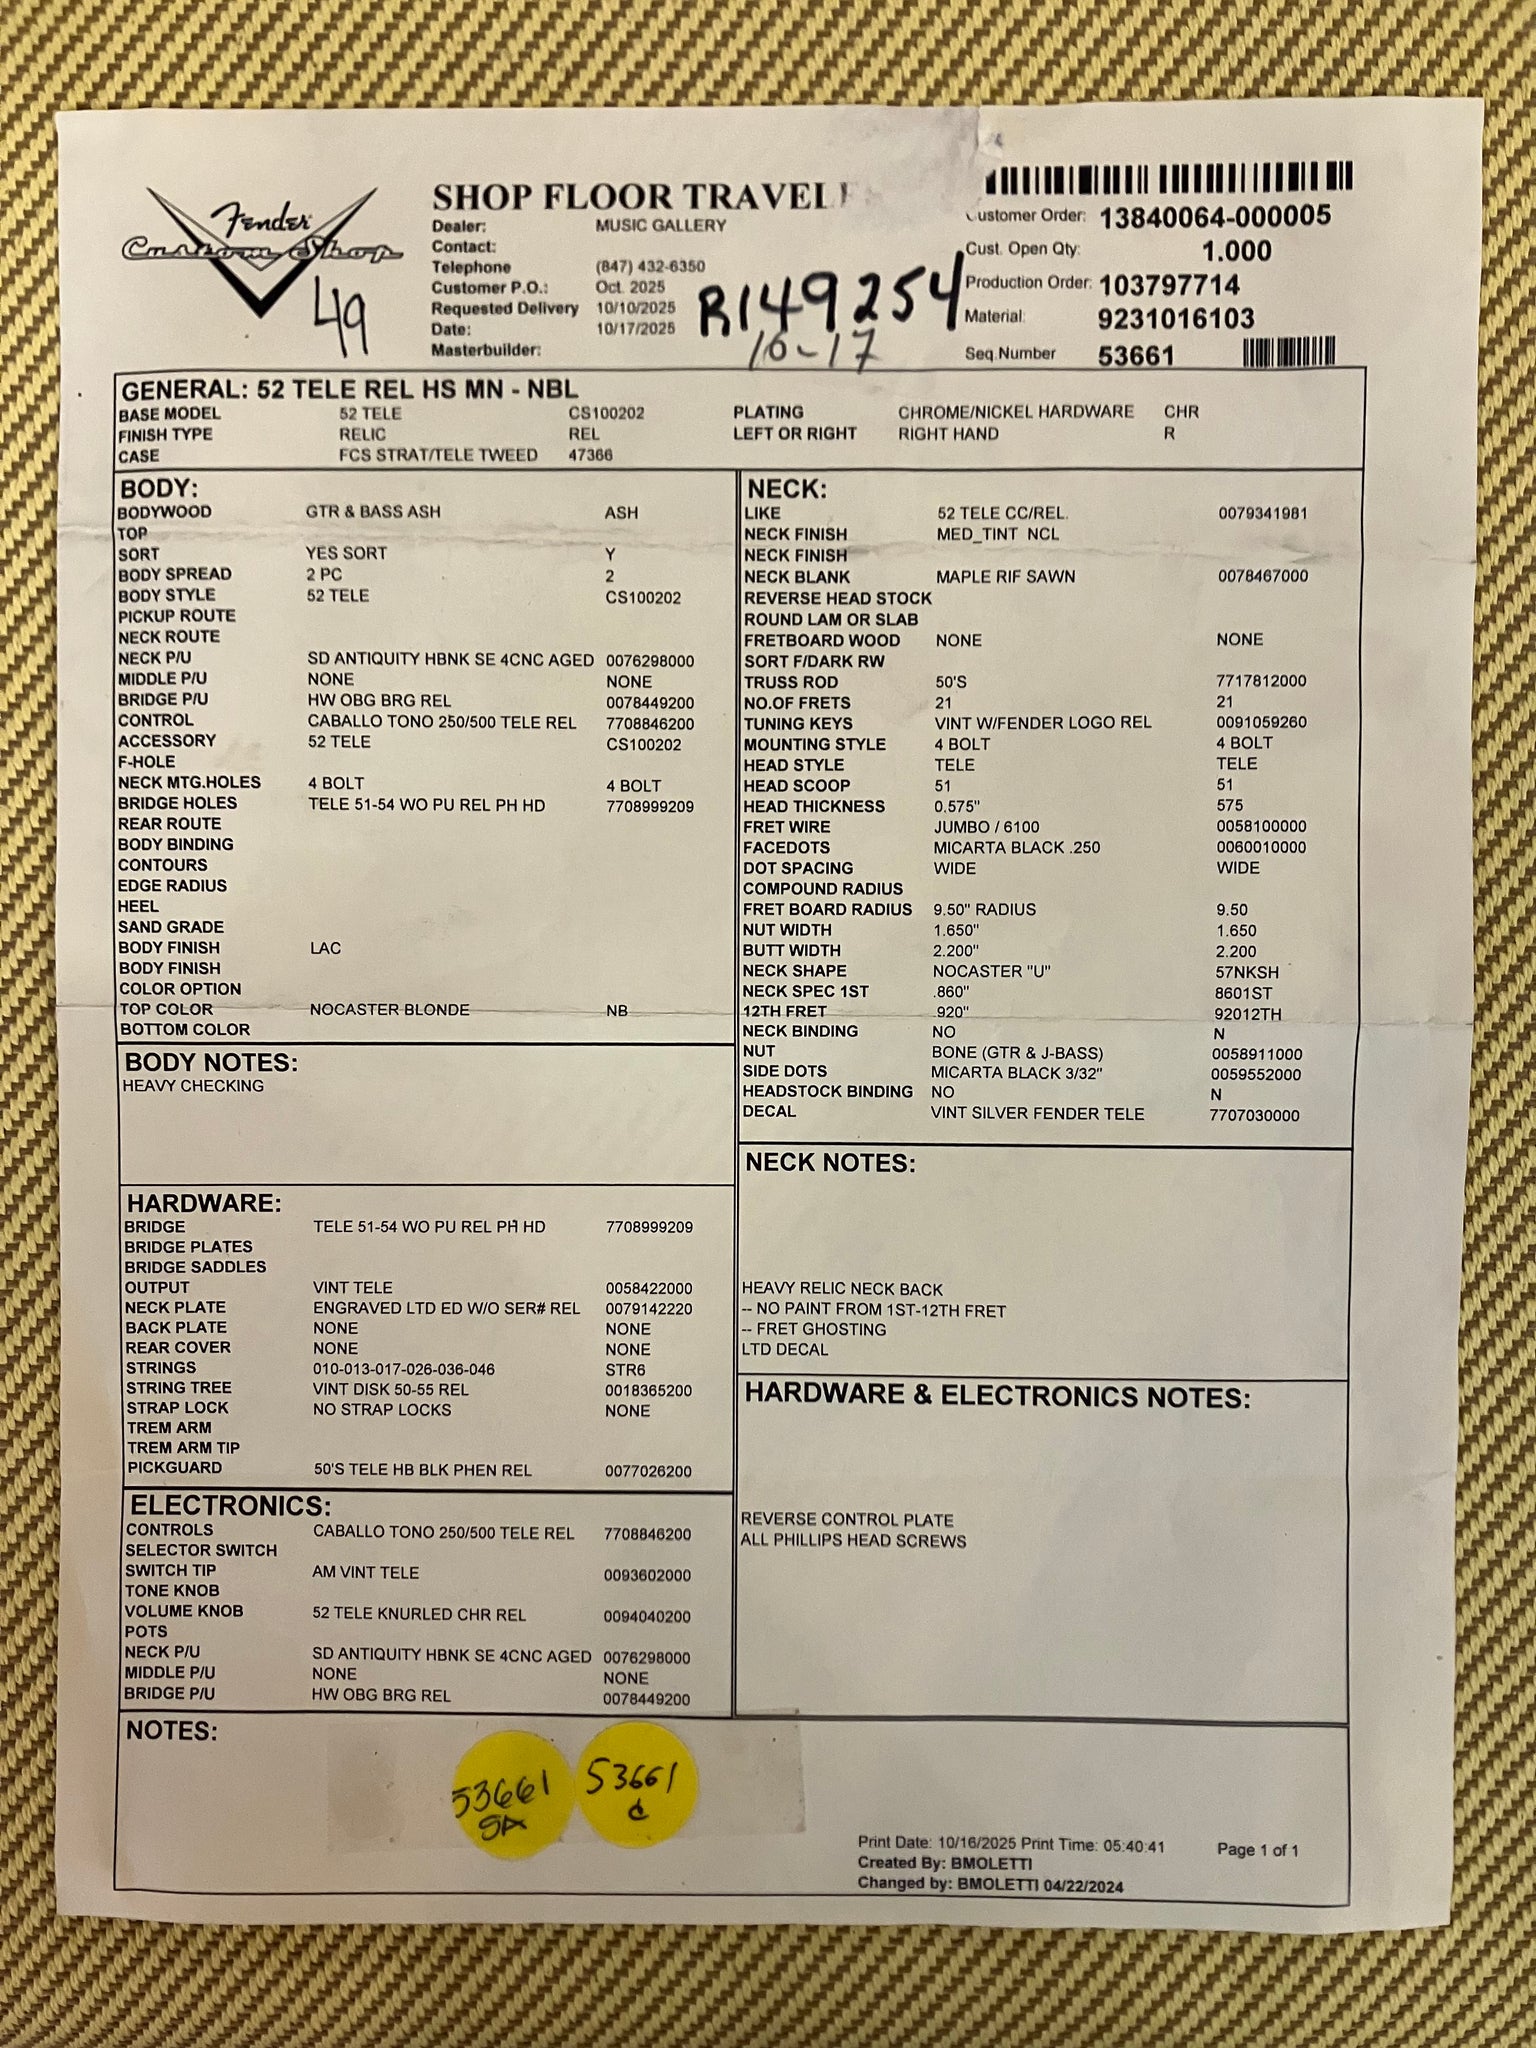 Fender
Custom Shop
49
SHOP FLOOR TRAVELE
Dealer: MUSIC GALLERY
Contact:
Telephone (847) 432-6350
Customer P.O.: Oct. 2025
Requested Delivery 10/10/2025
Date: 10/17/2025
Masterbuilder:
R149254
10-17
Customer Order: 13840064-000005
Cust. Open Qty: 1.000
Production Order: 103797714
Material: 9231016103
Seq.Number 53661
GENERAL: 52 TELE REL HS MN - NBL
BASE MODEL 52 TELE CS100202 PLATING CHROME/NICKEL HARDWARE CHR
FINISH TYPE RELIC REL LEFT OR RIGHT RIGHT HAND R
CASE FCS STRAT/TELE TWEED 47366
BODY:
BODYWOOD GTR & BASS ASH ASH
TOP
SORT YES SORT Y
BODY SPREAD 2 PC 2
BODY STYLE 52 TELE CS100202
PICKUP ROUTE
NECK ROUTE
NECK P/U SD ANTIQUITY HBNK SE 4CNC AGED 0076298000
MIDDLE P/U NONE NONE
BRIDGE P/U HW OBG BRG REL 0078449200
CONTROL CABALLO TONO 250/500 TELE REL 7708846200
ACCESSORY 52 TELE CS100202
F-HOLE
NECK MTG.HOLES 4 BOLT 4 BOLT
BRIDGE HOLES TELE 51-54 WO PU REL PH HD 7708999209
REAR ROUTE
BODY BINDING
CONTOURS
EDGE RADIUS
HEEL
SAND GRADE
BODY FINISH LAC
BODY FINISH
COLOR OPTION
TOP COLOR NOCASTER BLONDE NB
BOTTOM COLOR
BODY NOTES:
HEAVY CHECKING
HARDWARE:
BRIDGE TELE 51-54 WO PU REL PH HD 7708999209
BRIDGE PLATES
BRIDGE SADDLES
OUTPUT VINT TELE 0058422000
NECK PLATE ENGRAVED LTD ED W/O SER# REL 0079142220
BACK PLATE NONE NONE
REAR COVER NONE NONE
STRINGS 010-013-017-026-036-046 STR6
STRING TREE VINT DISK 50-55 REL 0018365200
STRAP LOCK NO STRAP LOCKS NONE
TREM ARM
TREM ARM TIP
PICKGUARD 50'S TELE HB BLK PHEN REL 0077026200
ELECTRONICS:
CONTROLS CABALLO TONO 250/500 TELE REL 7708846200
SELECTOR SWITCH
SWITCH TIP AM VINT TELE 0093602000
TONE KNOB
VOLUME KNOB 52 TELE KNURLED CHR REL 0094040200
POTS
NECK P/U SD ANTIQUITY HBNK SE 4CNC AGED 0076298000
MIDDLE P/U NONE NONE
BRIDGE P/U HW OBG BRG REL 0078449200
NECK:
LIKE 52 TELE CC/REL. 0079341981
NECK FINISH MED_TINT NCL
NECK FINISH
NECK BLANK MAPLE RIF SAWN 0078467000
REVERSE HEAD STOCK
ROUND LAM OR SLAB
FRETBOARD WOOD NONE NONE
SORT F/DARK RW
TRUSS ROD 50'S 7717812000
NO.OF FRETS 21 21
TUNING KEYS VINT W/FENDER LOGO REL 0091059260
MOUNTING STYLE 4 BOLT 4 BOLT
HEAD STYLE TELE TELE
HEAD SCOOP 51 51
HEAD THICKNESS 0.575" 575
FRET WIRE JUMBO / 6100 0058100000
FACEDOTS MICARTA BLACK .250 0060010000
DOT SPACING WIDE WIDE
COMPOUND RADIUS
FRET BOARD RADIUS 9.50" RADIUS 9.50
NUT WIDTH 1.650" 1.650
BUTT WIDTH 2.200" 2.200
NECK SHAPE NOCASTER "U" 57NKSH
NECK SPEC 1ST .860" 8601ST
12TH FRET .920" 92012TH
NECK BINDING NO N
NUT BONE (GTR & J-BASS) 0058911000
SIDE DOTS MICARTA BLACK 3/32" 0059552000
HEADSTOCK BINDING NO N
DECAL VINT SILVER FENDER TELE 7707030000
NECK NOTES:
HEAVY RELIC NECK BACK
-- NO PAINT FROM 1ST-12TH FRET
-- FRET GHOSTING
LTD DECAL
HARDWARE & ELECTRONICS NOTES:
REVERSE CONTROL PLATE
ALL PHILLIPS HEAD SCREWS
NOTES:
53661
SA
53661
C
Print Date: 10/16/2025 Print Time: 05:40:41 Page 1 of 1
Created By: BMOLETTI
Changed by: BMOLETTI 04/22/2024